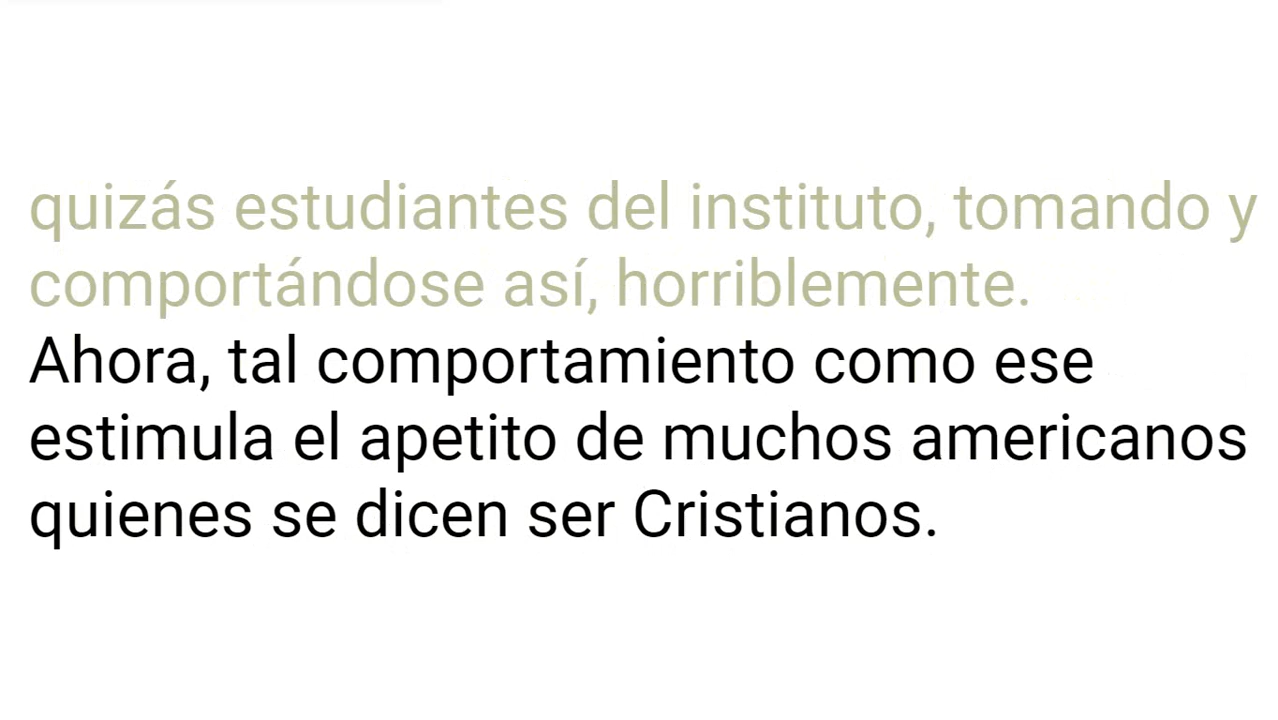 quizás estudiantes del instituto, tomando y
comportándose así, horriblemente.
Ahora, tal comportamiento como ese
estimula el apetito de muchos americanos
quienes se dicen ser Cristianos.